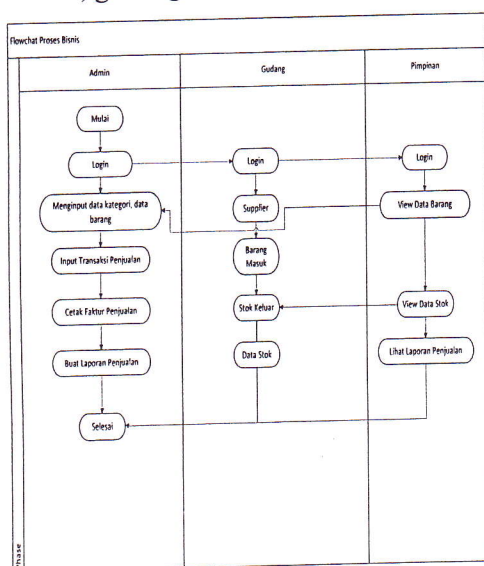 Flowchat Proses Bisnis
Admin
Gudang
Pimpinan
Mulai
Login
Login
Login
Menginput data kategori, data
barang
Supplier
View Data Barang
Input Transaksi Penjualan
Barang
Masuk
Cetak Faktur Penjualan
Stok Keluar
View Data Stok
Buat Laporan Penjualan
Data Stok
Lihat Laporan Penjualan
Selesai